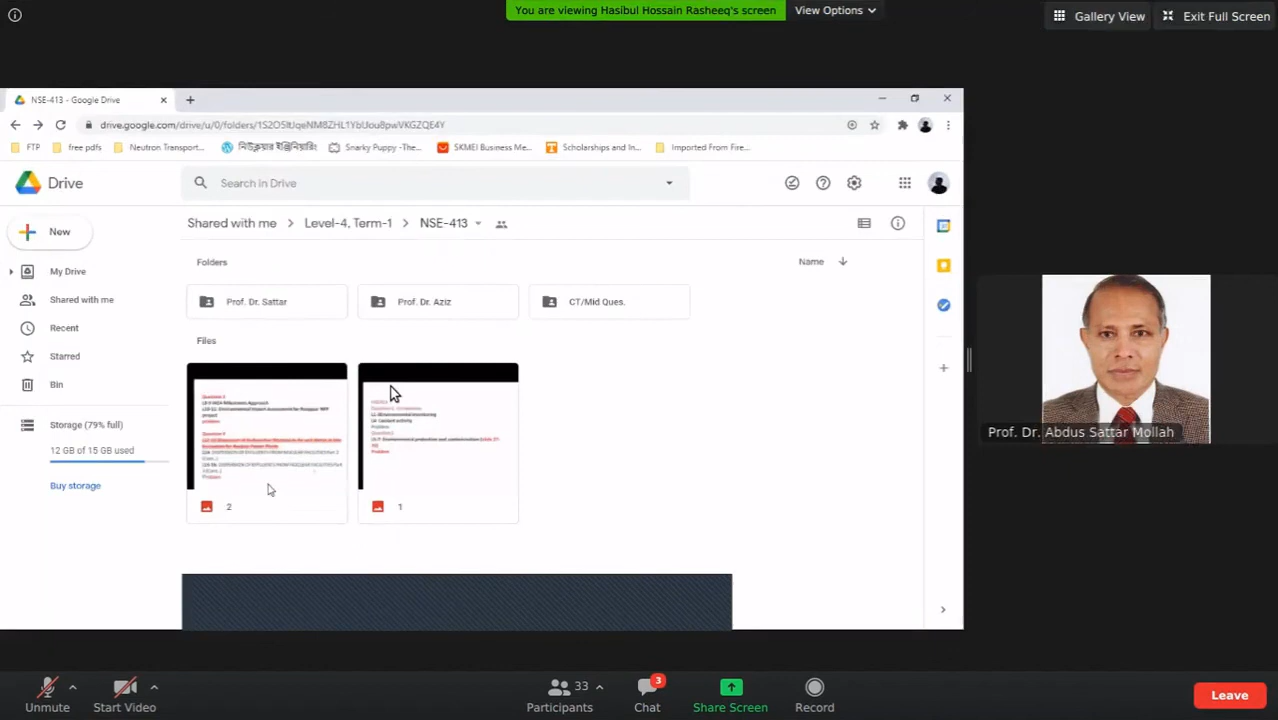 You are viewing Hasibul Hossain Rasheeq's screen
View Options
Gallery View
Exit Full Screen
NSE-413 - Google Drive
drive.google.com/drive/u/0/folders/1S2O5ltJqeNM8ZHL1YbUou8pwVKGZQE4Y
FTP
free pdfs
Neutron Transport...
Snarky Puppy -The...
SKMEI Business Me...
Scholarships and In...
Imported From Fire...
Drive
Search in Drive
New
Shared with me
Level-4, Term-1
NSE-413
My Drive
Shared with me
Recent
Starred
Bin
Storage (79% full)
12 GB of 15 GB used
Buy storage
Folders
Name
Prof. Dr. Sattar
Prof. Dr. Aziz
CT/Mid Ques.
Files
2
1
Prof. Dr. Abdus Sattar Mollah
Unmute
Start Video
33
Participants
3
Chat
Share Screen
Record
Leave